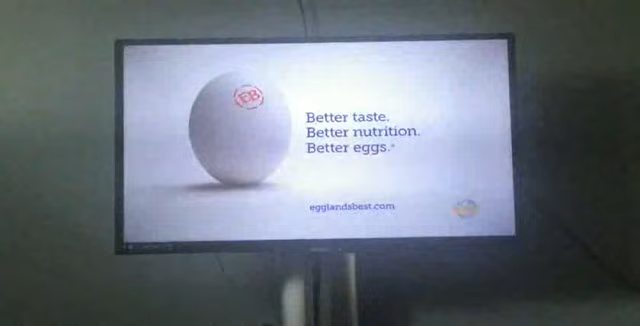 EB
Better taste.
Better nutrition.
Better eggs.®
egglandsbest.com